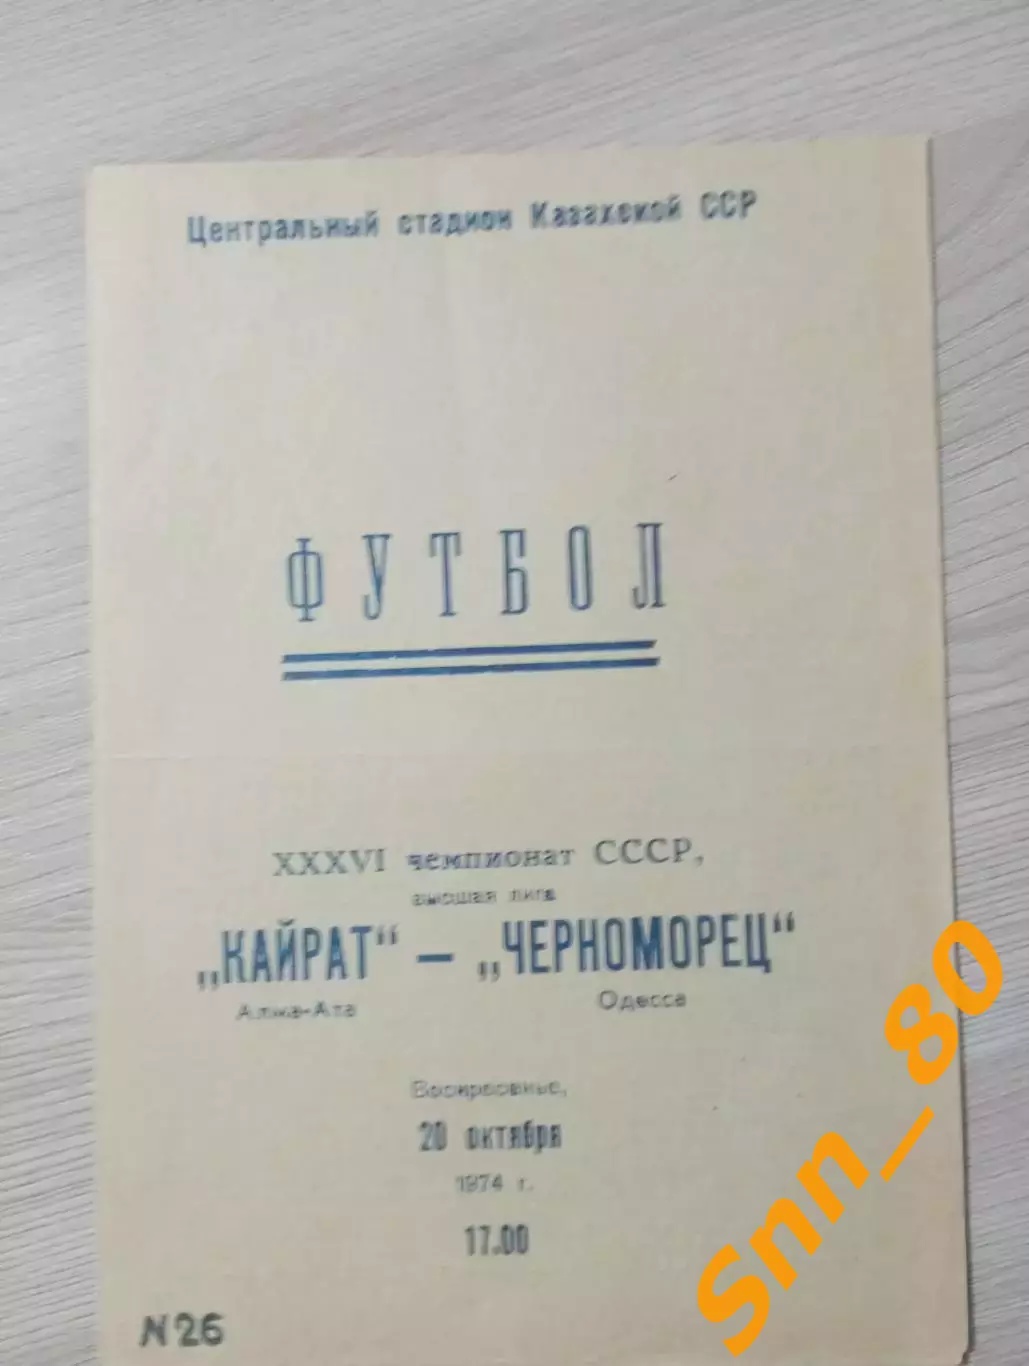 Центральный стадион Казахской ССР
ФУТБОЛ
XXXVI чемпионат СССР,
высшая лига
„КАЙРАТ“ — „ЧЕРНОМОРЕЦ“
Алма-Ата Одесса
Воскресенье,
20 октября
1974 г.
17.00
№26
Snn_80